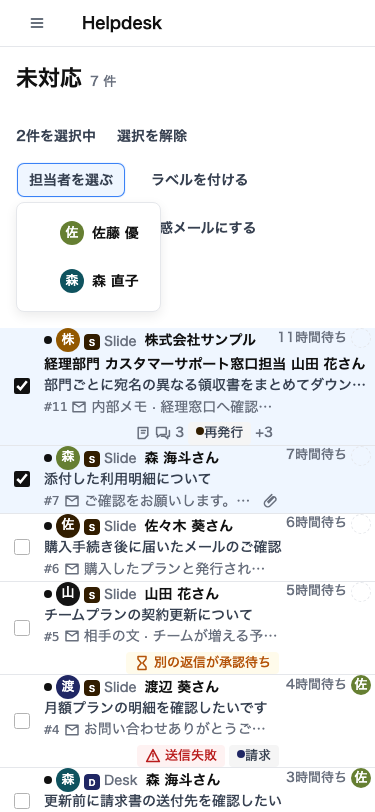 Helpdesk
未対応 7 件
2件を選択中 選択を解除
担当者を選ぶ ラベルを付ける
惑メールにする
佐 佐藤 優
森 森 直子
株 S Slide 株式会社サンプル 11時間待ち
経理部門 カスタマーサポート窓口担当 山田 花さん
部門ごとに宛名の異なる領収書をまとめてダウン…
#11 内部メモ · 経理窓口へ確認…
3 再発行 +3
森 S Slide 森 海斗さん 7時間待ち
添付した利用明細について
#7 ご確認をお願いします。…
佐 S Slide 佐々木 葵さん 6時間待ち
購入手続き後に届いたメールのご確認
#6 購入したプランと発行され…
山 S Slide 山田 花さん 5時間待ち
チームプランの契約更新について
#5 相手の文 · チームが増える予…
別の返信が承認待ち
渡 S Slide 渡辺 葵さん 4時間待ち 佐
月額プランの明細を確認したいです
#4 お問い合わせありがとうご…
送信失敗 請求
森 D Desk 森 海斗さん 3時間待ち 佐
更新前に請求書の送付先を確認したい